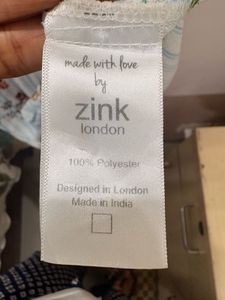 made with love
by
zink
london
100% Polyester
Designed in London
Made in India